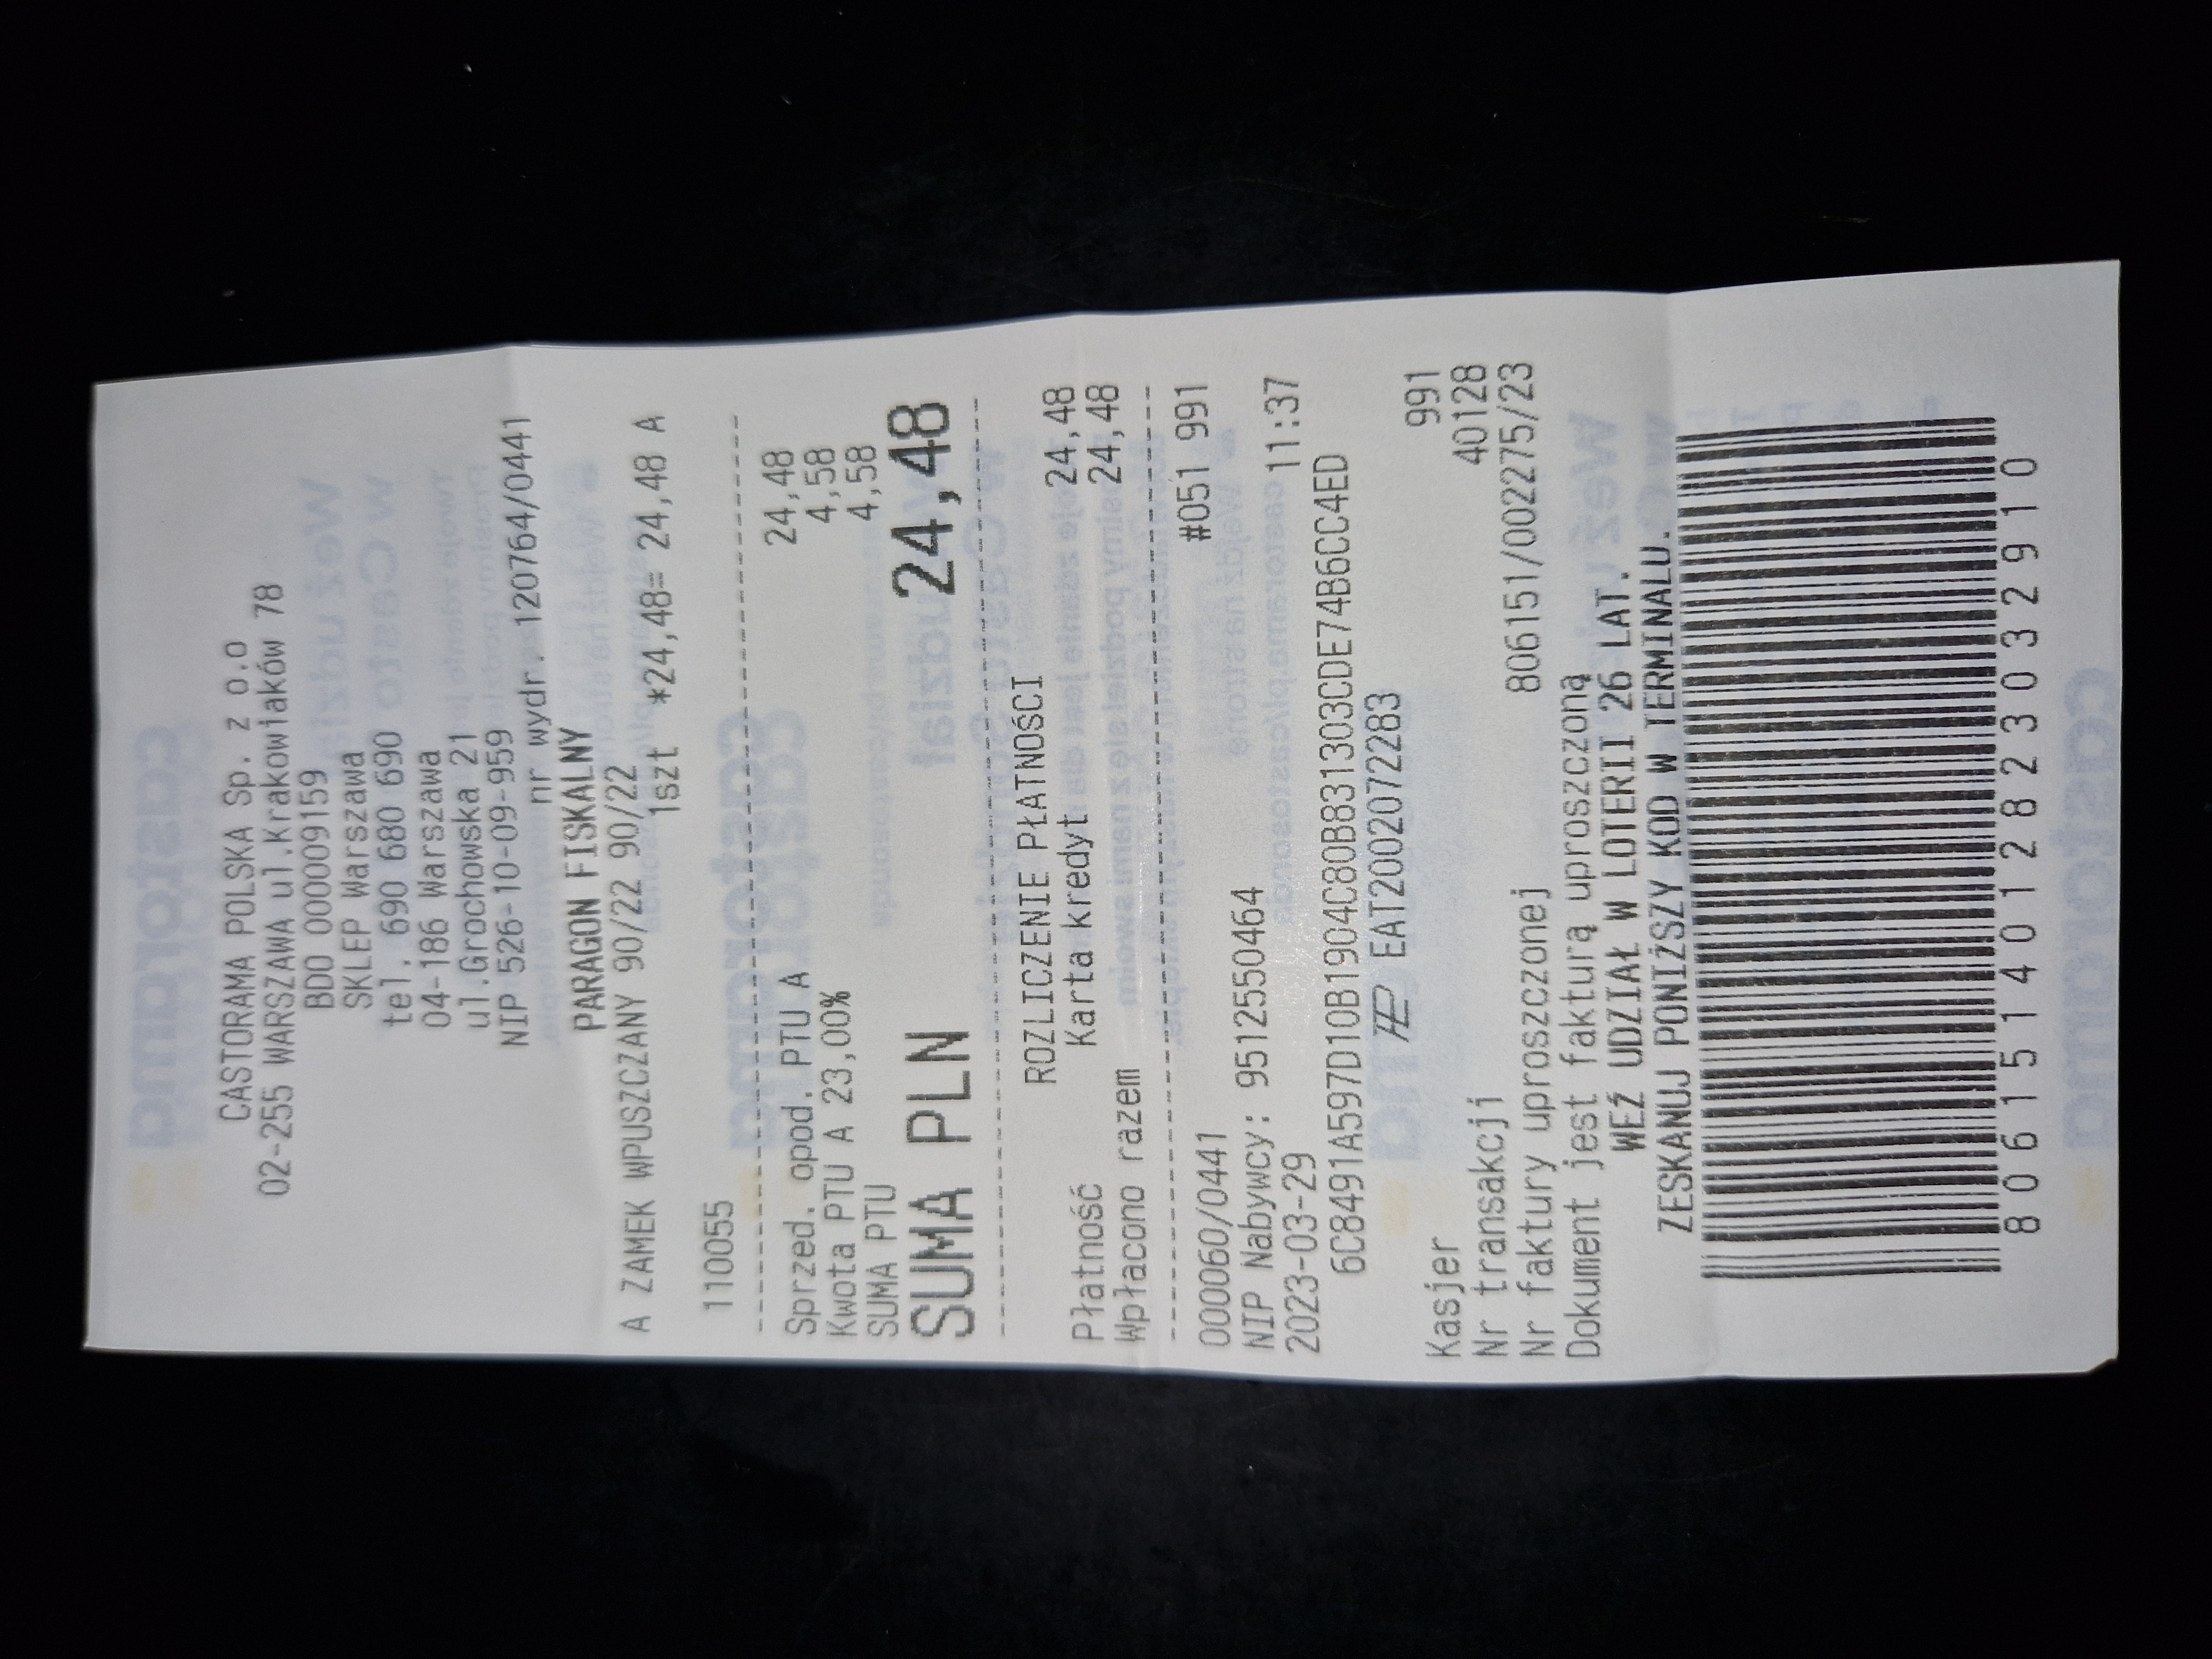 CASTORAMA POLSKA Sp. z o.o
02-255 WARSZAWA ul.Krakowiaków 78
BDO 000009159
SKLEP Warszawa
tel. 690 680 690
04-186 Warszawa
ul.Grochowska 21
NIP 526-10-09-959
nr wydr. 120764/0441
PARAGON FISKALNY
A ZAMEK WPUSZCZANY 90/22 90/22
1szt *24,48= 24,48 A
110055
Sprzed. opod. PTU A 24,48
Kwota PTU A 23,00% 4,58
SUMA PTU 4,58
SUMA PLN 24,48
ROZLICZENIE PŁATNOŚCI
Płatność Karta kredyt 24,48
Wpłacono razem 24,48
000060/0441 #051 991
NIP Nabywcy: 9512550464
2023-03-29 11:37
6C8491A597D10B1904C80B831303CDE74B6CC4ED
EAT2002072283
Kasjer 991
Nr transakcji 40128
Nr faktury uproszczonej 806151/002275/23
Dokument jest fakturą uproszczoną
WEŹ UDZIAŁ W LOTERII 26 LAT.
ZESKANUJ PONIŻSZY KOD W TERMINALU.
8061514012823032910